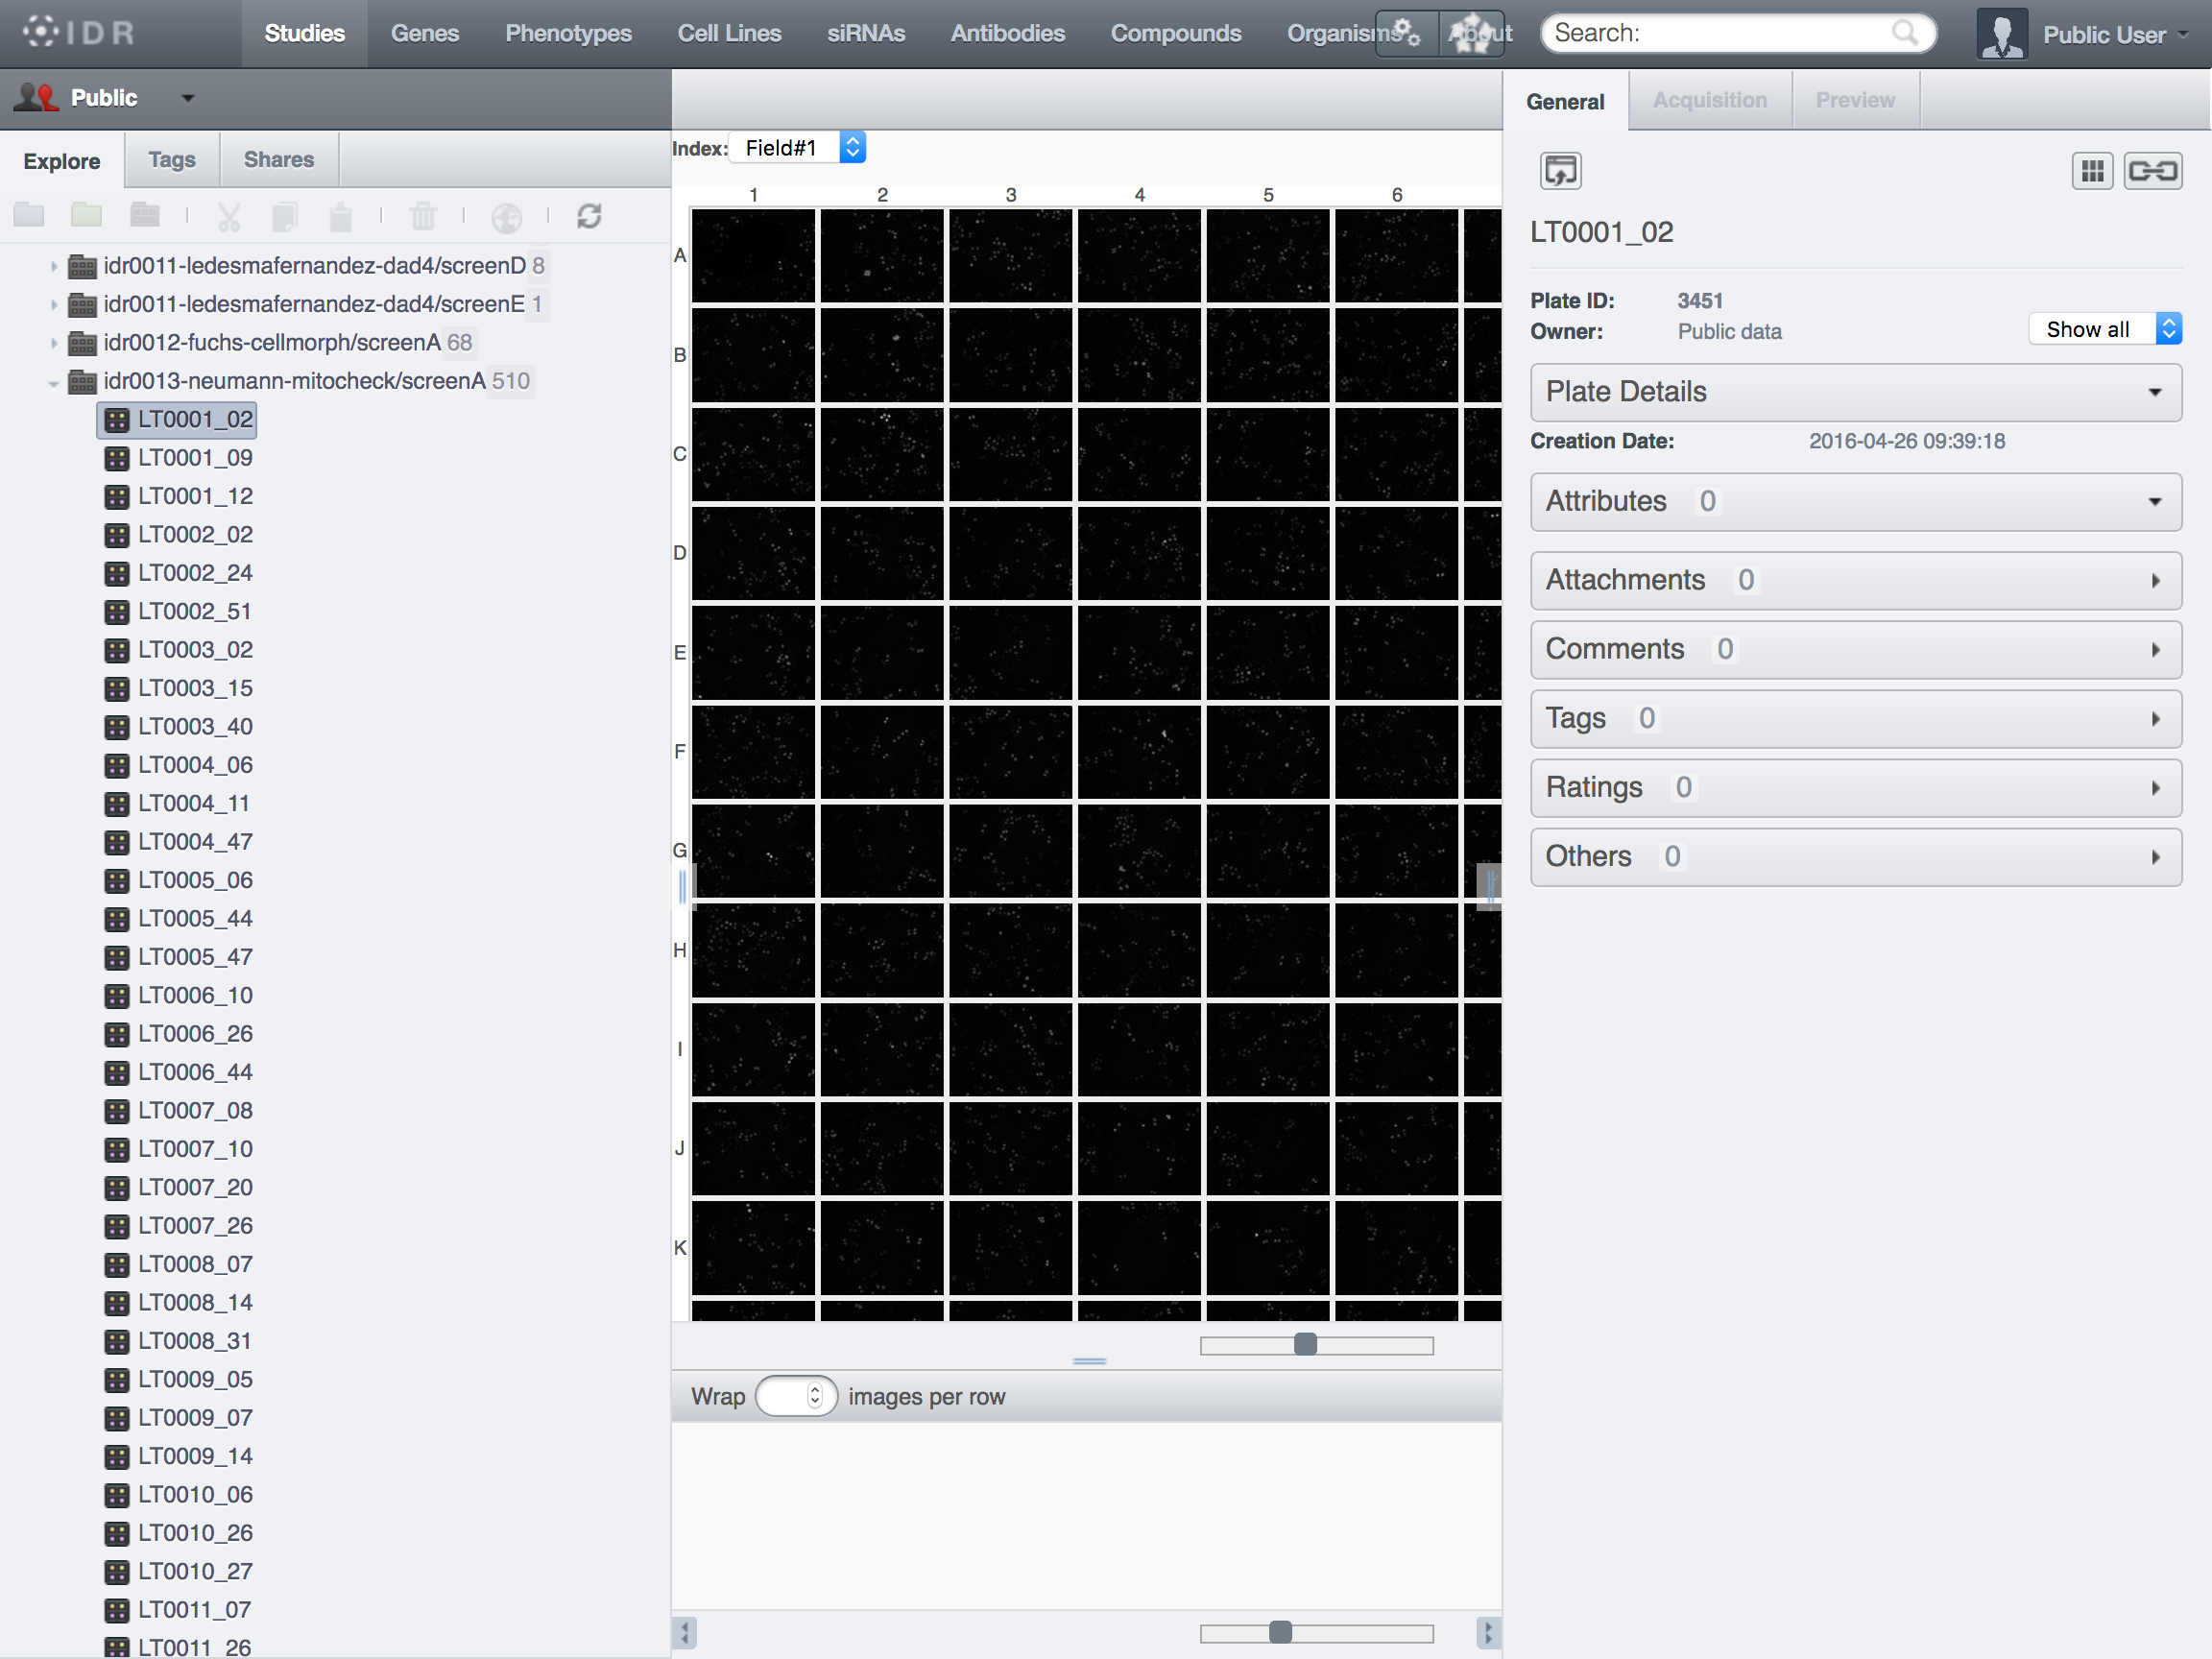 IDR
Studies Genes Phenotypes Cell Lines siRNAs Antibodies Compounds Organisms About
Search:
Public User
Public
Explore Tags Shares
idr0011-ledesmafernandez-dad4/screenD 8
idr0011-ledesmafernandez-dad4/screenE 1
idr0012-fuchs-cellmorph/screenA 68
idr0013-neumann-mitocheck/screenA 510
LT0001_02
LT0001_09
LT0001_12
LT0002_02
LT0002_24
LT0002_51
LT0003_02
LT0003_15
LT0003_40
LT0004_06
LT0004_11
LT0004_47
LT0005_06
LT0005_44
LT0005_47
LT0006_10
LT0006_26
LT0006_44
LT0007_08
LT0007_10
LT0007_20
LT0007_26
LT0008_07
LT0008_14
LT0008_31
LT0009_05
LT0009_07
LT0009_14
LT0010_06
LT0010_26
LT0010_27
LT0011_07
LT0011_26
Index: Field#1
1 2 3 4 5 6
A
B
C
D
E
F
G
H
I
J
K
Wrap images per row
General Acquisition Preview
LT0001_02
Plate ID: 3451
Owner: Public data
Show all
Plate Details
Creation Date: 2016-04-26 09:39:18
Attributes 0
Attachments 0
Comments 0
Tags 0
Ratings 0
Others 0